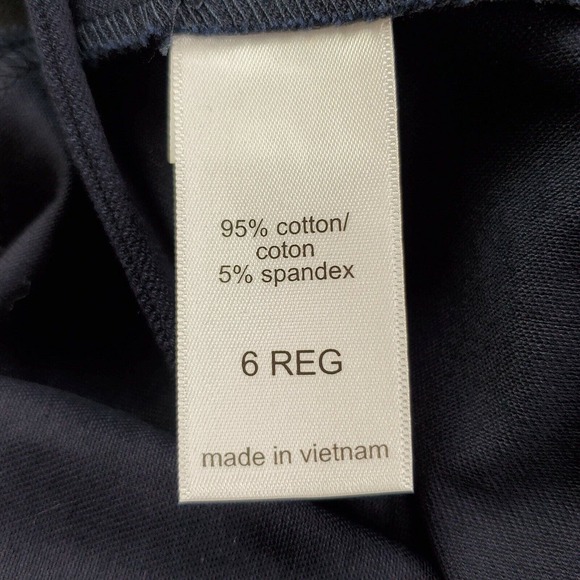 95% cotton/
coton
5% spandex
6 REG
made in vietnam